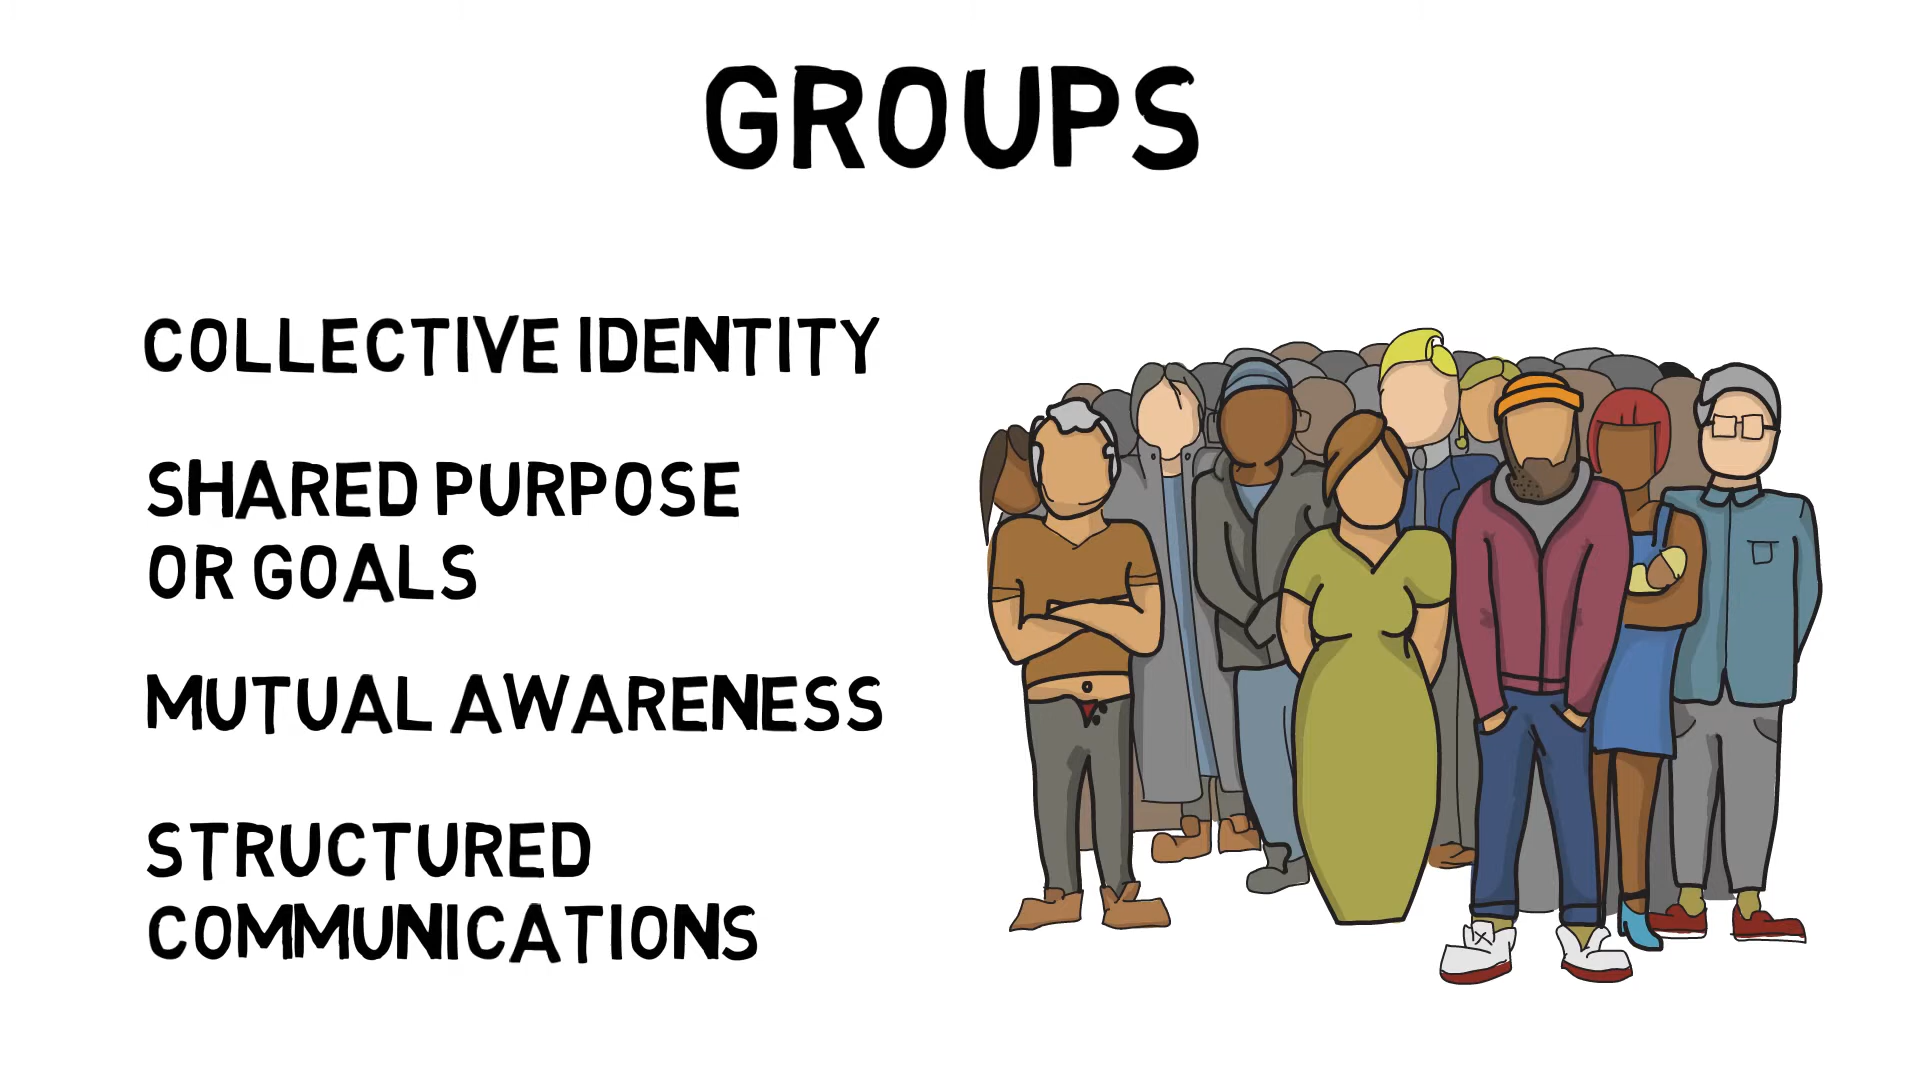 GROUPS
COLLECTIVE IDENTITY
SHARED PURPOSE
OR GOALS
MUTUAL AWARENESS
STRUCTURED
COMMUNICATIONS